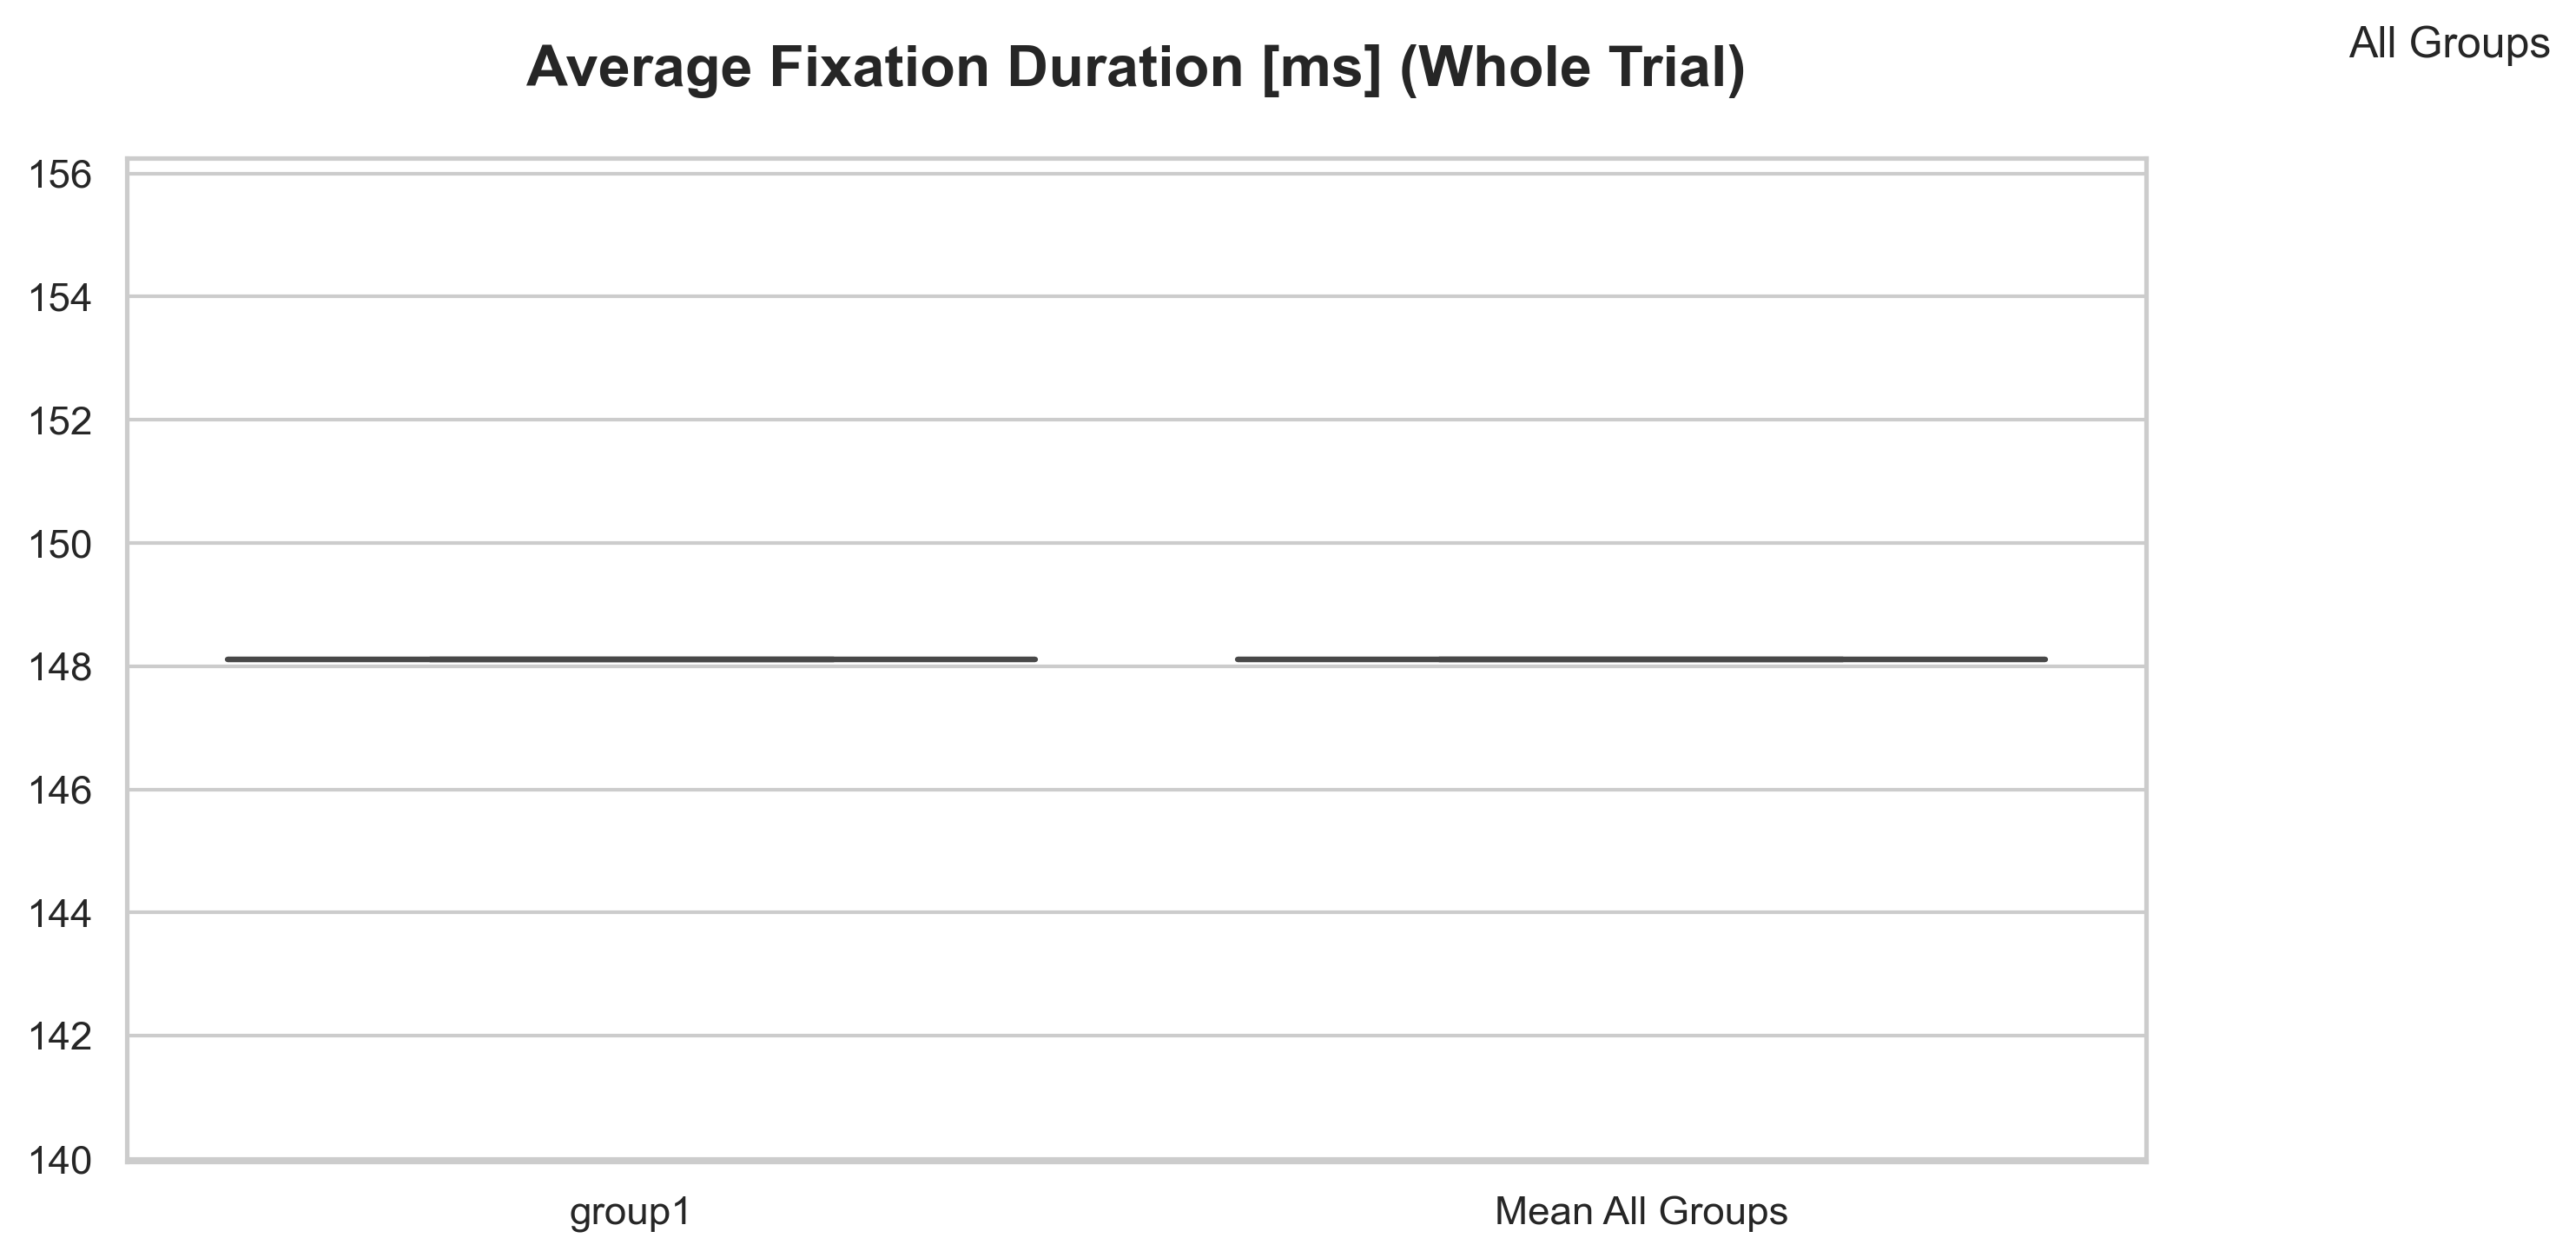 All Groups
Average Fixation Duration [ms] (Whole Trial)
156
154
152
150
148
146
144
142
140
group1
Mean All Groups